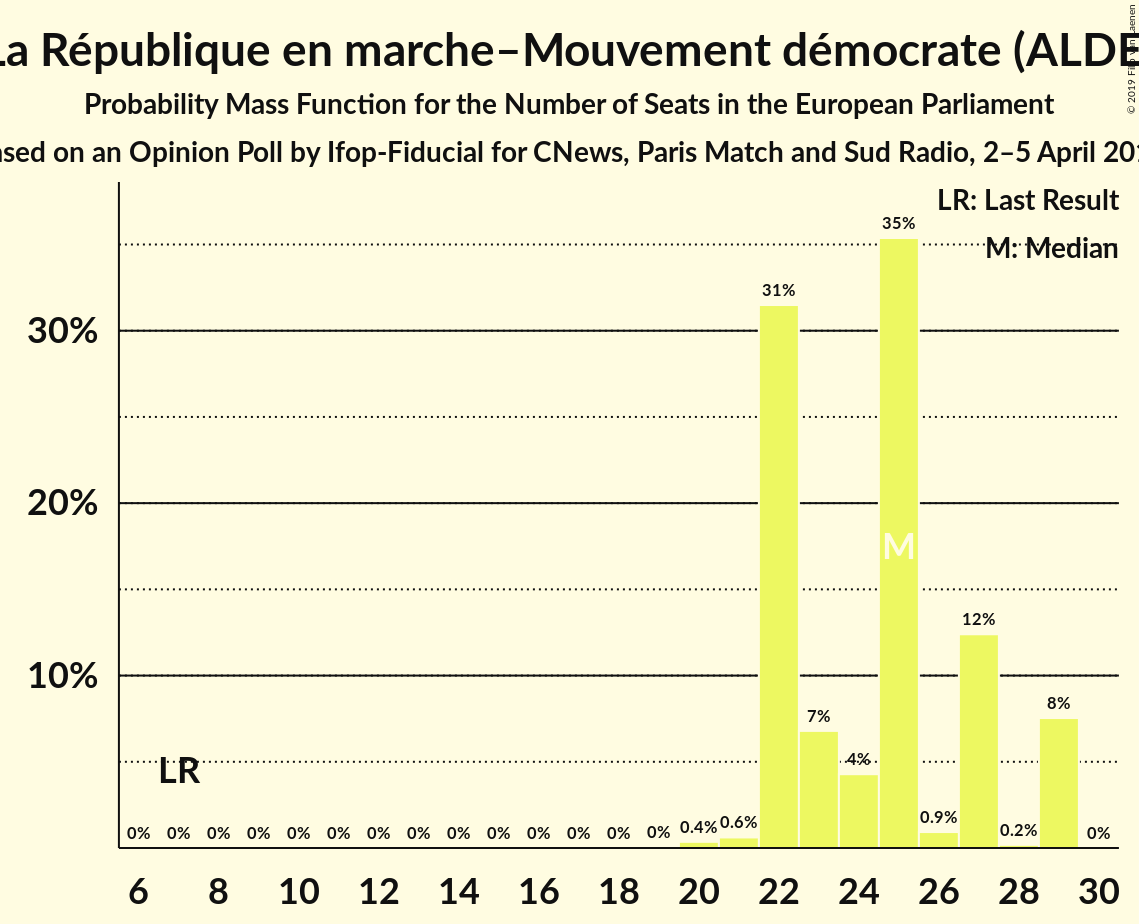 La République en marche–Mouvement démocrate (ALDE
Probability Mass Function for the Number of Seats in the European Parliament
on an Opinion Poll by Ifop-Fiducial for CNews, Paris Match and Sud Radio, 2–5 April
© 2019
LR: Last Result
M: Median
35%
31%
30%
20%
M
12%
10%
8%
7%
4%
LR
0% 0% 0% 0% 0% 0% 0% 0% 0% 0% 0% 0% 0% 0% 0.4% 0.6% 0.9% 0.2% 0%
6 8 10 12 14 16 18 20 22 24 26 28 30